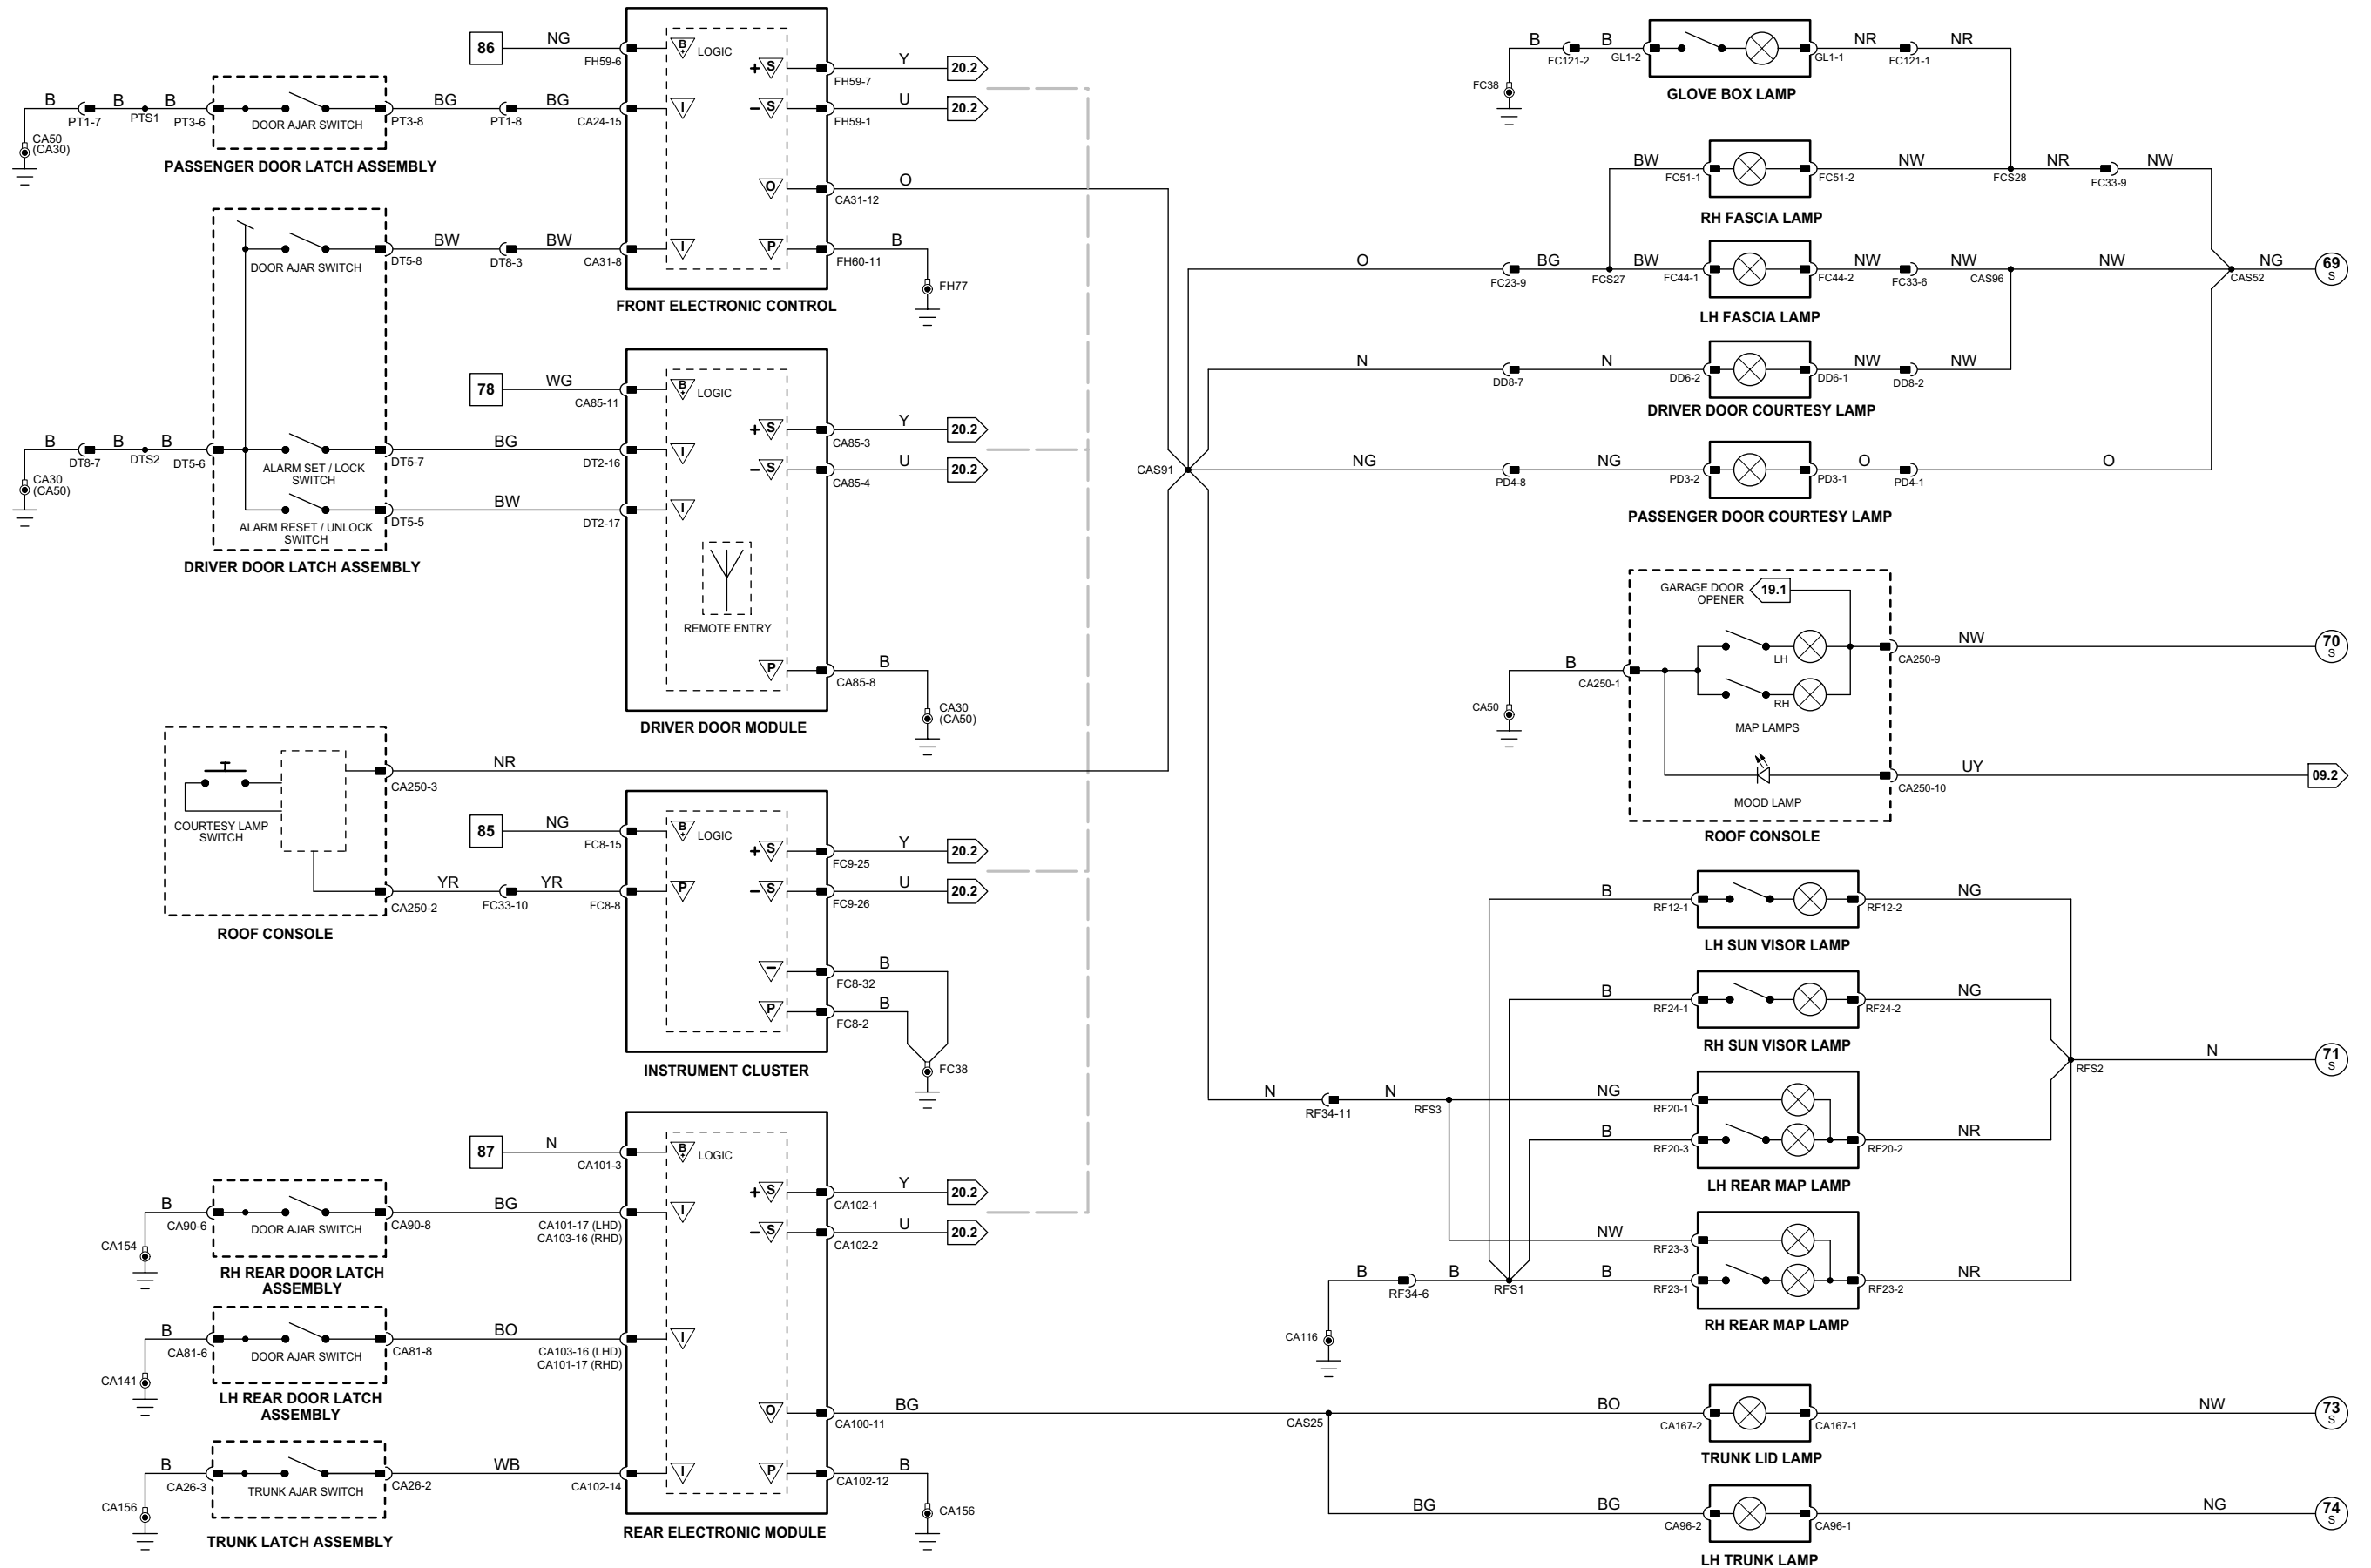 86
NG
FH59-6
B+
LOGIC
+
S
FH59-7
Y
20.2
–
S
FH59-1
U
20.2
B
PT1-7
B
PTS1
B
PT3-6
DOOR AJAR SWITCH
PT3-8
BG
PT1-8
BG
CA24-15
I
CA50
(CA30)
PASSENGER DOOR LATCH ASSEMBLY
O
CA31-12
O
DOOR AJAR SWITCH
DT5-8
BW
DT8-3
BW
CA31-8
I
P
FH60-11
B
FH77
FRONT ELECTRONIC CONTROL
78
WG
CA85-11
B+
LOGIC
+
S
CA85-3
Y
20.2
–
S
CA85-4
U
20.2
B
DT8-7
B
DTS2
B
DT5-6
ALARM SET / LOCK
SWITCH
DT5-7
BG
DT2-16
I
CA30
(CA50)
ALARM RESET / UNLOCK
SWITCH
DT5-5
BW
DT2-17
I
DRIVER DOOR LATCH ASSEMBLY
REMOTE ENTRY
P
CA85-8
B
CA30
(CA50)
DRIVER DOOR MODULE
COURTESY LAMP
SWITCH
CA250-3
NR
CA250-2
YR
FC33-10
YR
FC8-8
P
ROOF CONSOLE
85
NG
FC8-15
B+
LOGIC
+
S
FC9-25
Y
20.2
–
S
FC9-26
U
20.2
–
FC8-32
B
P
FC8-2
B
FC38
INSTRUMENT CLUSTER
87
N
CA101-3
B+
LOGIC
+
S
CA102-1
Y
20.2
–
S
CA102-2
U
20.2
B
CA90-6
DOOR AJAR SWITCH
CA90-8
BG
CA101-17 (LHD)
CA103-16 (RHD)
I
CA154
RH REAR DOOR LATCH
ASSEMBLY
B
CA81-6
DOOR AJAR SWITCH
CA81-8
BO
CA103-16 (LHD)
CA101-17 (RHD)
I
CA141
LH REAR DOOR LATCH
ASSEMBLY
O
CA100-11
BG
CAS25
B
CA26-3
TRUNK AJAR SWITCH
CA26-2
WB
CA102-14
I
P
CA102-12
B
CA156
CA156
TRUNK LATCH ASSEMBLY
REAR ELECTRONIC MODULE
B
FC121-2
B
GL1-2
GL1-1
NR
FC121-1
NR
FC38
GLOVE BOX LAMP
BW
FC51-1
FC51-2
NW
FCS28
NR
FC33-9
NW
RH FASCIA LAMP
O
FC23-9
BG
FCS27
BW
FC44-1
FC44-2
NW
FC33-6
NW
CAS96
NW
CAS52
NG
69
S
LH FASCIA LAMP
N
DD8-7
N
DD6-2
DD6-1
NW
DD8-2
NW
DRIVER DOOR COURTESY LAMP
CAS91
NG
PD4-8
NG
PD3-2
PD3-1
O
PD4-1
O
PASSENGER DOOR COURTESY LAMP
GARAGE DOOR
OPENER
19.1
LH
CA250-9
NW
70
S
B
CA250-1
RH
CA50
MAP LAMPS
MOOD LAMP
CA250-10
UY
09.2
ROOF CONSOLE
B
RF12-1
RF12-2
NG
LH SUN VISOR LAMP
B
RF24-1
RF24-2
NG
RH SUN VISOR LAMP
RFS2
N
71
S
N
RF34-11
N
RFS3
NG
RF20-1
B
RF20-3
RF20-2
NR
LH REAR MAP LAMP
NW
RF23-3
B
RF34-6
B
RFS1
B
RF23-1
RF23-2
NR
CA116
RH REAR MAP LAMP
BO
CA167-2
CA167-1
NW
73
S
TRUNK LID LAMP
BG
BG
CA96-2
CA96-1
NG
74
S
LH TRUNK LAMP